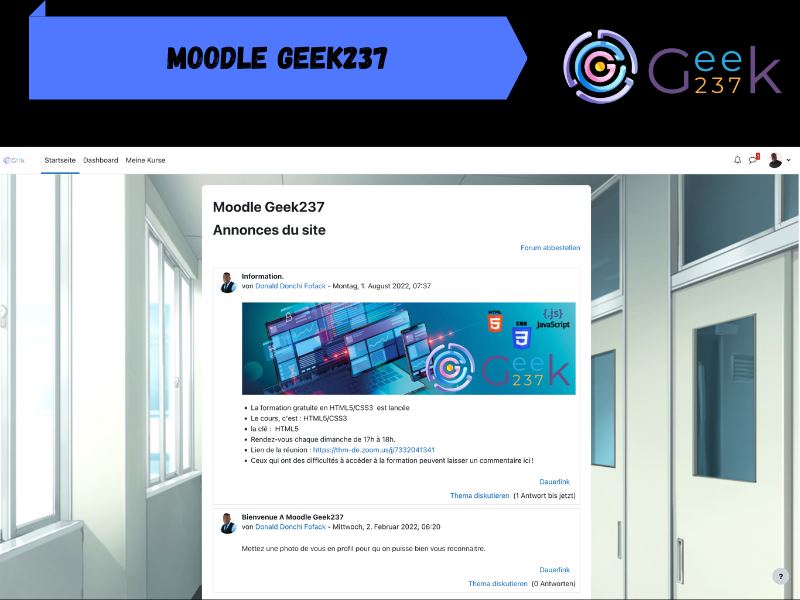 MOODLE GEEK237
Geek
237
Geek
Startseite Dashboard Meine Kurse
1
Moodle Geek237
Annonces du site
Forum abbestellen
Information.
von Donald Donchi Fofack - Montag, 1. August 2022, 07:37
HTML
5
CSS
3
{.js}
JavaScript
Geek
237
• La formation gratuite en HTML5/CSS3 est lancée
• Le cours, c'est : HTML5/CSS3
• la clé : HTML5
• Rendez-vous chaque dimanche de 17h à 18h.
• Lien de la réunion : https://thm-de.zoom.us/j/7332041341
• Ceux qui ont des difficultés à accéder à la formation peuvent laisser un commentaire ici !
Dauerlink
Thema diskutieren (1 Antwort bis jetzt)
Bienvenue A Moodle Geek237
von Donald Donchi Fofack - Mittwoch, 2. Februar 2022, 06:20
Mettez une photo de vous en profil pour qu on puisse bien vous reconnaitre.
Dauerlink
Thema diskutieren (0 Antworten)
?